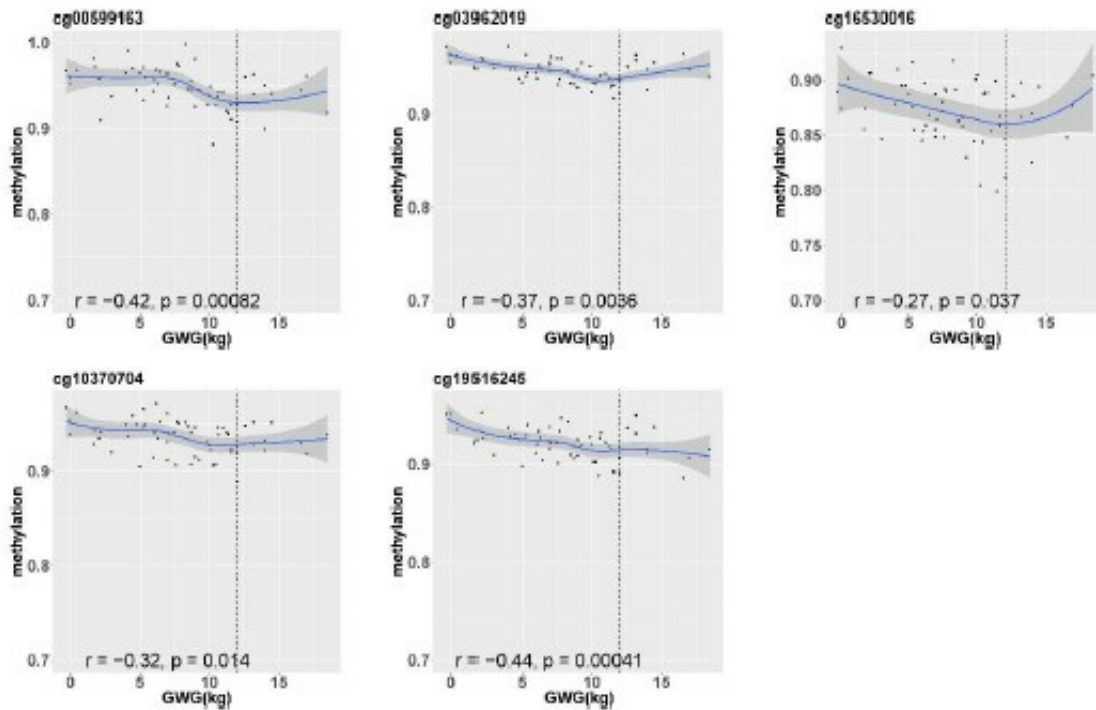 cg00599163
1.0
0.9
0.8
0.7
methylation
r = −0.42, p = 0.00082
0 5 10 15
GWG(kg)
cg03962019
0.9
0.8
0.7
methylation
r = −0.37, p = 0.0036
0 5 10 15
GWG(kg)
cg16530016
0.90
0.85
0.80
0.75
0.70
methylation
r = −0.27, p = 0.037
0 5 10 15
GWG(kg)
cg10370704
0.9
0.8
0.7
methylation
r = −0.32, p = 0.014
0 5 10 15
GWG(kg)
cg19516245
0.9
0.8
0.7
methylation
r = −0.44, p = 0.00041
0 5 10 15
GWG(kg)